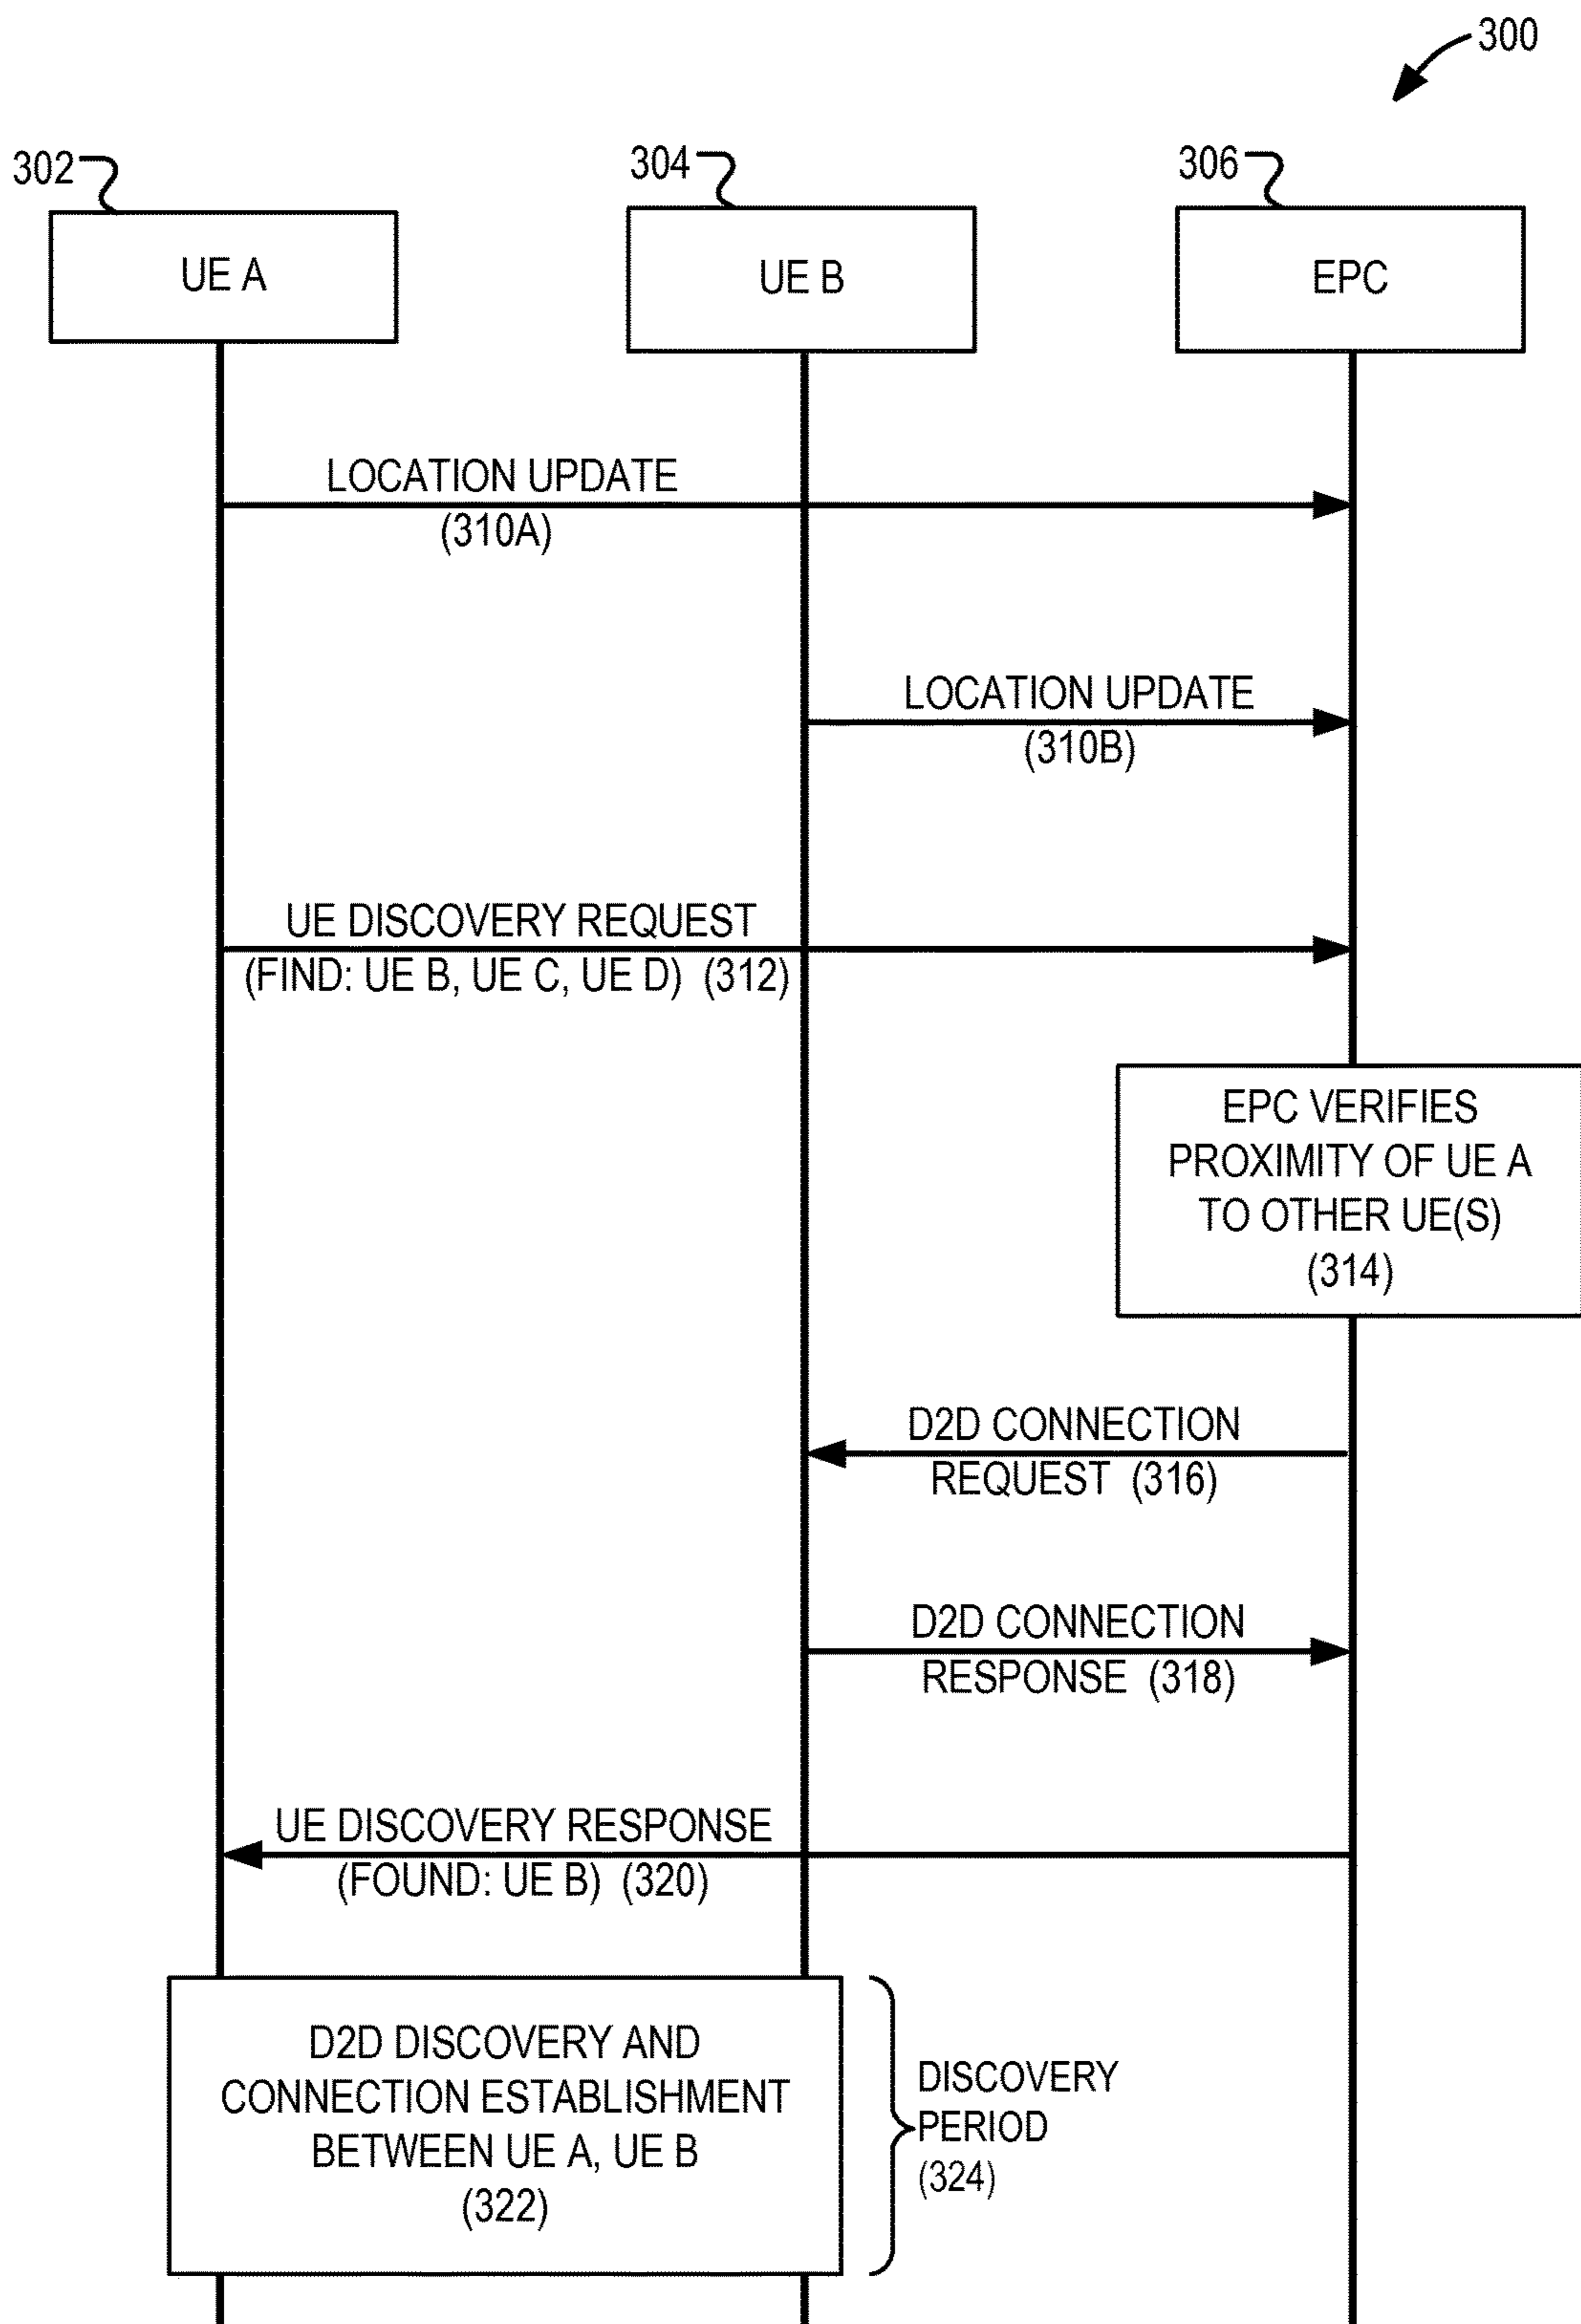 300
302
304
306
UE A
UE B
EPC
LOCATION UPDATE
(310A)
LOCATION UPDATE
(310B)
UE DISCOVERY REQUEST
(FIND: UE B, UE C, UE D) (312)
EPC VERIFIES
PROXIMITY OF UE A
TO OTHER UE(S)
(314)
D2D CONNECTION
REQUEST (316)
D2D CONNECTION
RESPONSE (318)
UE DISCOVERY RESPONSE
(FOUND: UE B) (320)
D2D DISCOVERY AND
CONNECTION ESTABLISHMENT
BETWEEN UE A, UE B
(322)
DISCOVERY
PERIOD
(324)